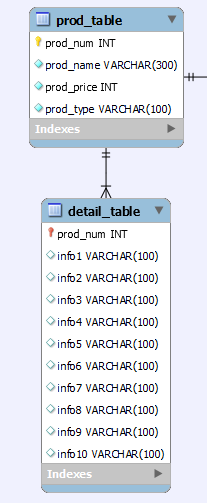 prod_table
prod_num INT
prod_name VARCHAR(300)
prod_price INT
prod_type VARCHAR(100)
Indexes
detail_table
prod_num INT
info1 VARCHAR(100)
info2 VARCHAR(100)
info3 VARCHAR(100)
info4 VARCHAR(100)
info5 VARCHAR(100)
info6 VARCHAR(100)
info7 VARCHAR(100)
info8 VARCHAR(100)
info9 VARCHAR(100)
info10 VARCHAR(100)
Indexes